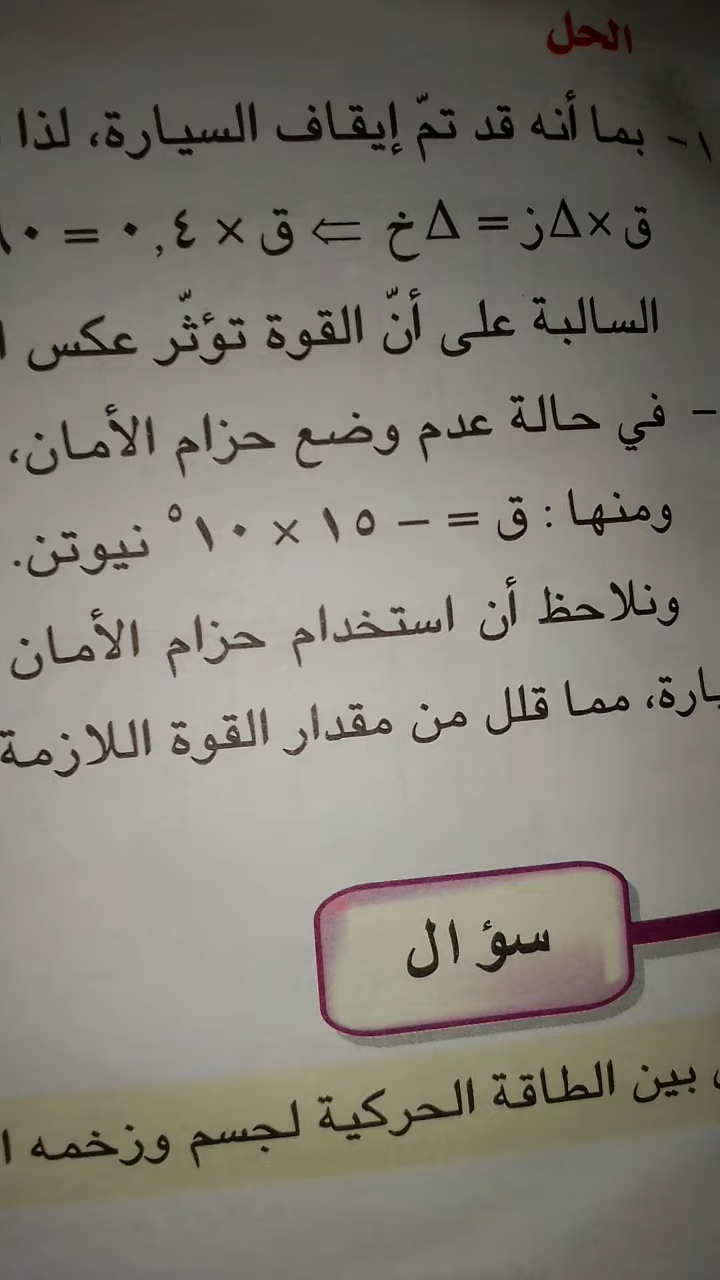 الحل
١- بما أنه قد تمّ إيقاف السيارة، لذا
ق×Δز = Δخ ⇐ ق × ٠,٤ =
السالبة على أنّ القوة تؤثّر عكس
- في حالة عدم وضع حزام الأمان،
ومنها : ق = – ١٥ × ١٠⁵ نيوتن.
ونلاحظ أن استخدام حزام الأمان
مما قلل من مقدار القوة اللازمة
سؤال
بين الطاقة الحركية لجسم وزخمه